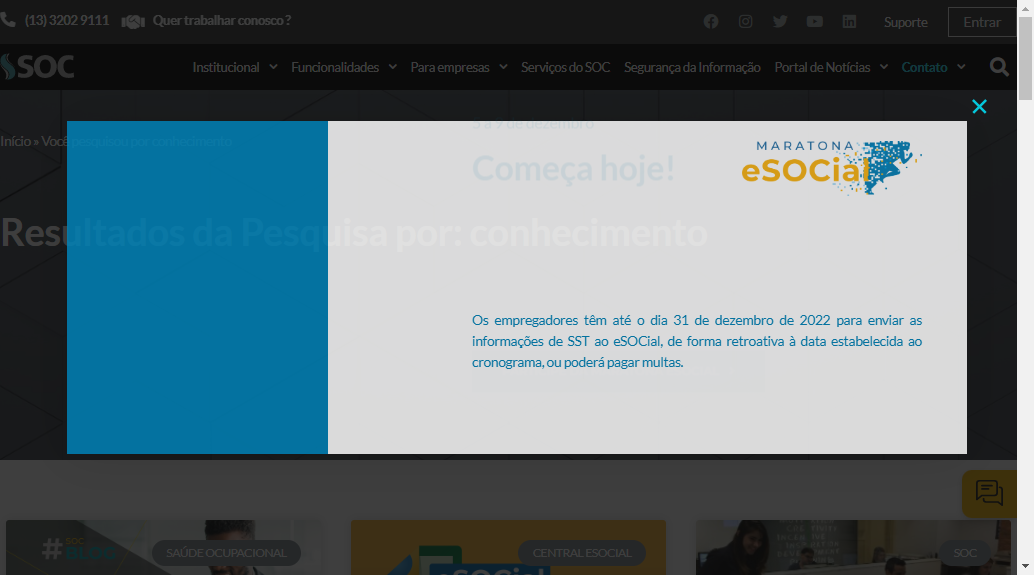 (13) 3202 9111 Quer trabalhar conosco ? Suporte Entrar
SOC Institucional Funcionalidades Para empresas Serviços do SOC Segurança da Informação Portal de Notícias Contato
Início » Você pesquisou por conhecimento
5 a 9 de dezembro
MARATONA
eSOCial
Começa hoje!
Resultados da Pesquisa por: conhecimento
Os empregadores têm até o dia 31 de dezembro de 2022 para enviar as
informações de SST ao eSOCial, de forma retroativa à data estabelecida ao
cronograma, ou poderá pagar multas.
SOC
#BLOG
SAÚDE OCUPACIONAL
CENTRAL ESOCIAL
eSOCial
SOC